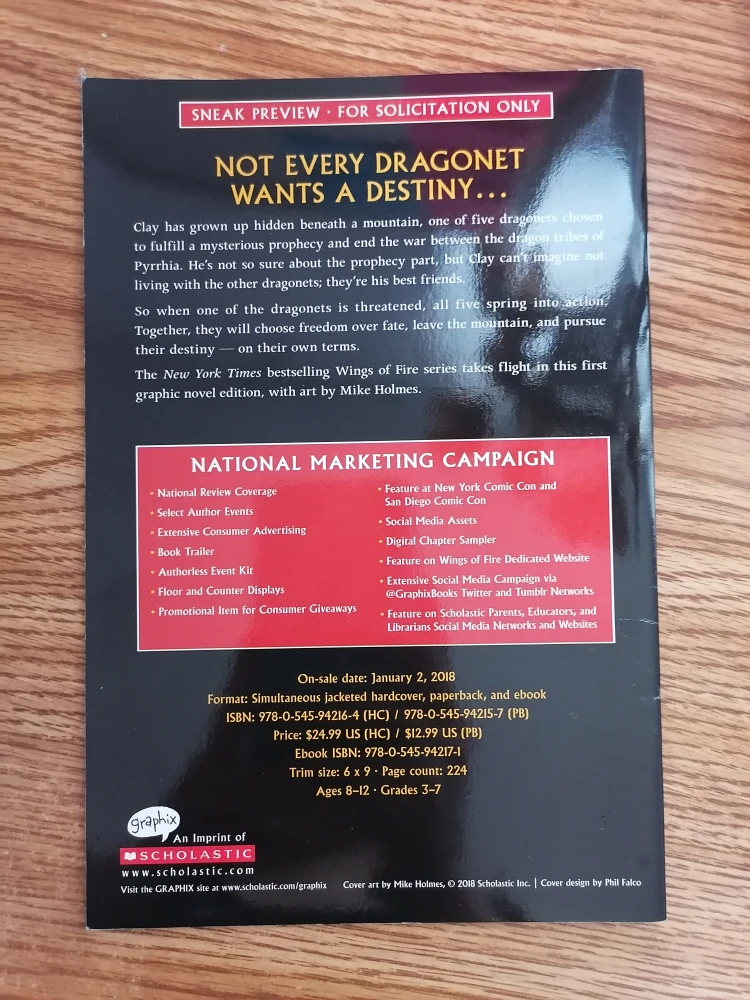 SNEAK PREVIEW · FOR SOLICITATION ONLY
NOT EVERY DRAGONET
WANTS A DESTINY...
Clay has grown up hidden beneath a mountain, one of five dragonets chosen
to fulfill a mysterious prophecy and end the war between the dragon tribes of
Pyrrhia. He's not so sure about the prophecy part, but Clay can't imagine not
living with the other dragonets; they're his best friends.
So when one of the dragonets is threatened, all five spring into action.
Together, they will choose freedom over fate, leave the mountain, and pursue
their destiny — on their own terms.
The New York Times bestselling Wings of Fire series takes flight in this first
graphic novel edition, with art by Mike Holmes.
NATIONAL MARKETING CAMPAIGN
• National Review Coverage
• Select Author Events
• Extensive Consumer Advertising
• Book Trailer
• Authorless Event Kit
• Floor and Counter Displays
• Promotional Item for Consumer Giveaways
• Feature at New York Comic Con and
San Diego Comic Con
• Social Media Assets
• Digital Chapter Sampler
• Feature on Wings of Fire Dedicated Website
• Extensive Social Media Campaign via
@GraphixBooks Twitter and Tumblr Networks
• Feature on Scholastic Parents, Educators, and
Librarians Social Media Networks and Websites
On-sale date: January 2, 2018
Format: Simultaneous jacketed hardcover, paperback, and ebook
ISBN: 978-0-545-94216-4 (HC) / 978-0-545-94215-7 (PB)
Price: $24.99 US (HC) / $12.99 US (PB)
Ebook ISBN: 978-0-545-94217-1
Trim size: 6 x 9 · Page count: 224
Ages 8–12 · Grades 3–7
graphix
An Imprint of
SCHOLASTIC
www.scholastic.com
Visit the GRAPHIX site at www.scholastic.com/graphix Cover art by Mike Holmes, © 2018 Scholastic Inc. | Cover design by Phil Falco